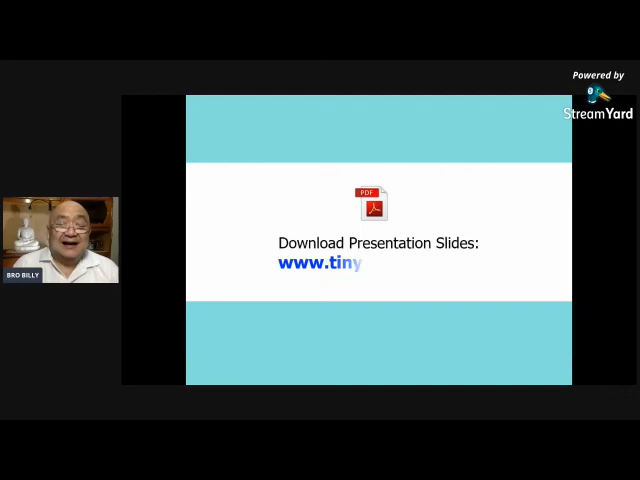 Powered by
StreamYard
PDF
Download Presentation Slides:
www.tiny
BRO BILLY